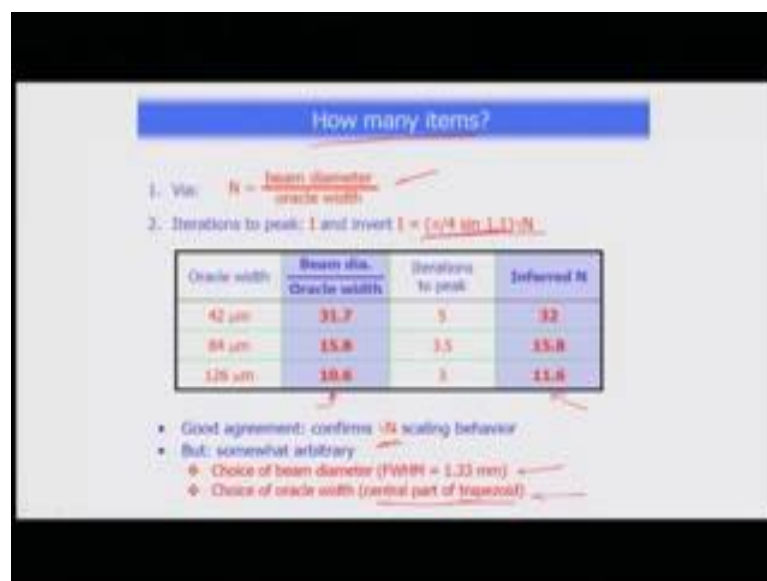 How many items?
1. Via: N = beam diameter
oracle width
2. Iterations to peak: I and invert I = (π/4 sin 1.1)√N
Oracle width Beam dia. Iterations Inferred N
Oracle width to peak
42 μm 31.7 5 32
84 μm 15.8 3.5 15.8
126 μm 10.6 3 11.6
• Good agreement: confirms √N scaling behavior
• But: somewhat arbitrary
❖ Choice of beam diameter (FWHM = 1.33 mm)
❖ Choice of oracle width (central part of trapezoid)